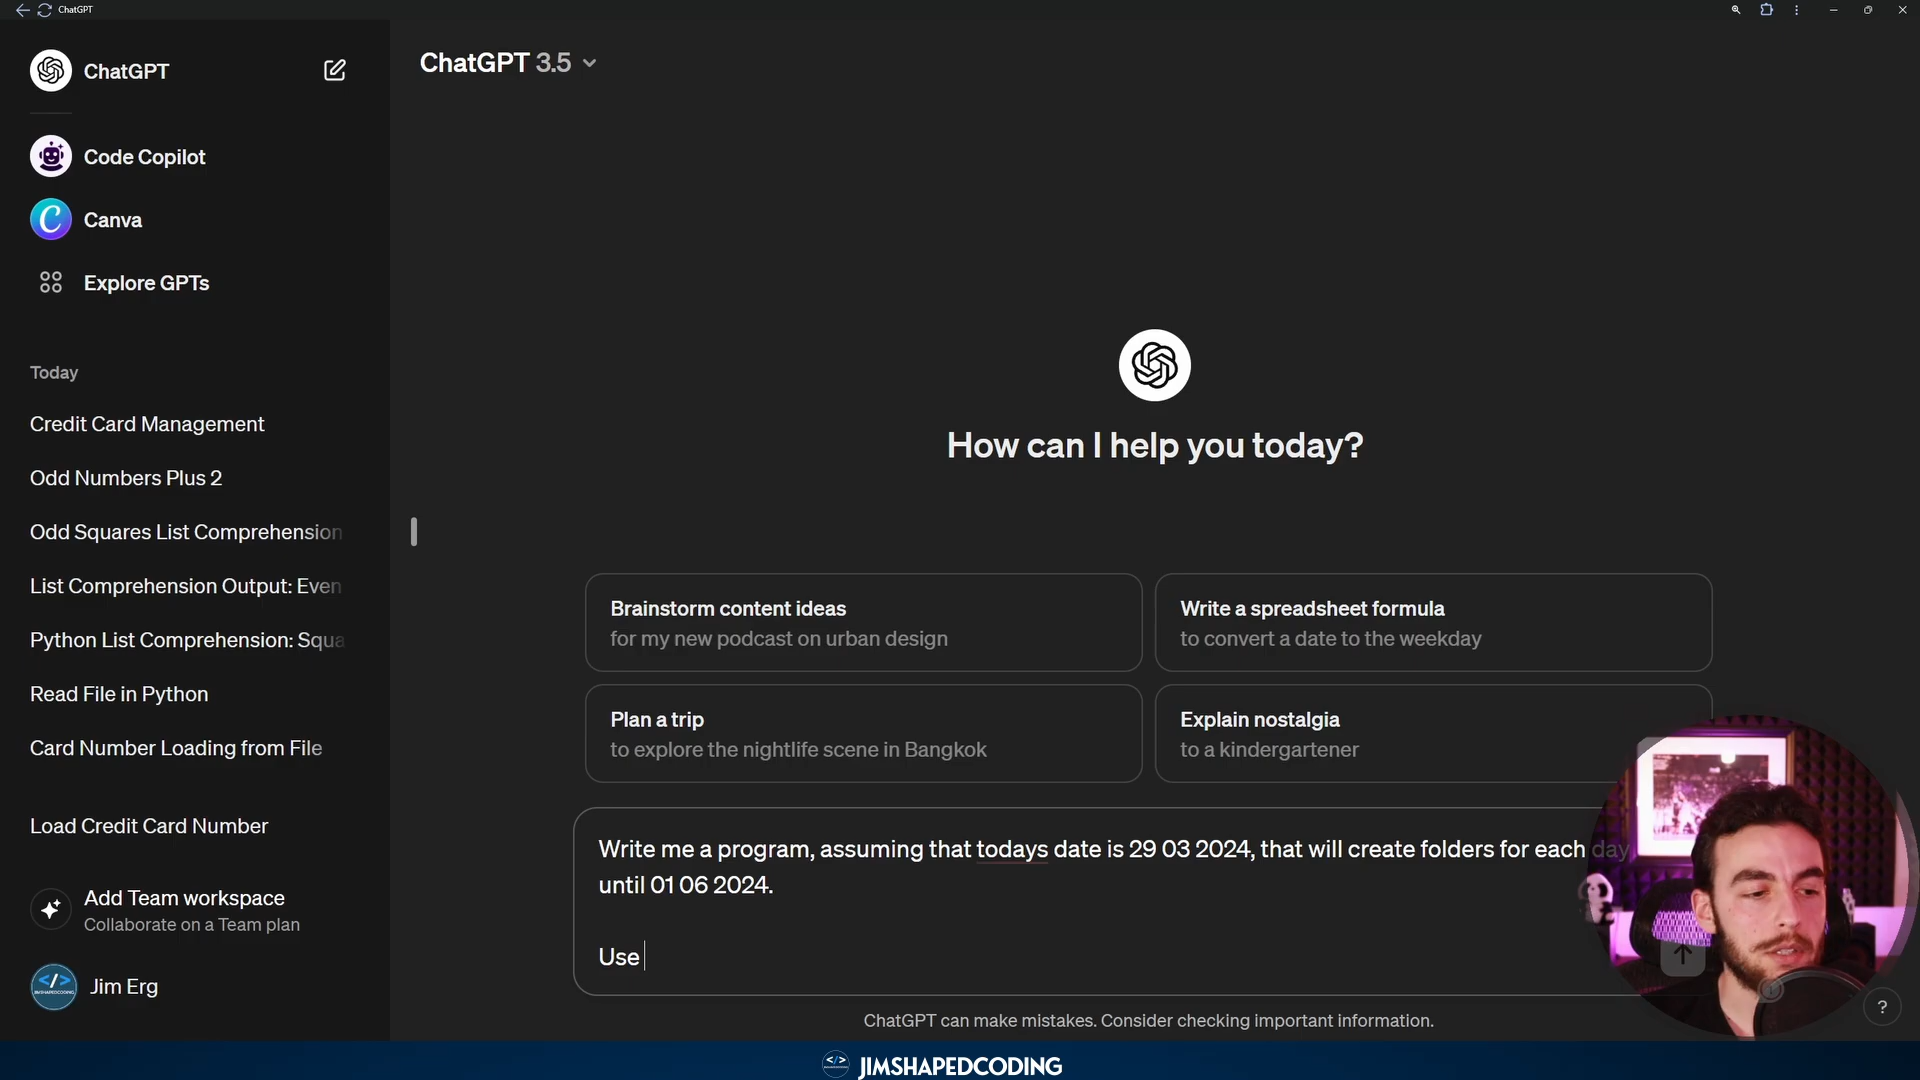 ChatGPT
ChatGPT
ChatGPT 3.5
Code Copilot
Canva
Explore GPTs
Today
Credit Card Management
Odd Numbers Plus 2
Odd Squares List Comprehension
List Comprehension Output: Even
Python List Comprehension: Squa
Read File in Python
Card Number Loading from File
Load Credit Card Number
Add Team workspace
Collaborate on a Team plan
Jim Erg
How can I help you today?
Brainstorm content ideas
for my new podcast on urban design
Write a spreadsheet formula
to convert a date to the weekday
Plan a trip
to explore the nightlife scene in Bangkok
Explain nostalgia
to a kindergartener
Write me a program, assuming that todays date is 29 03 2024, that will create folders for each day
until 01 06 2024.
Use
ChatGPT can make mistakes. Consider checking important information.
?
</> JIMSHAPEDCODING